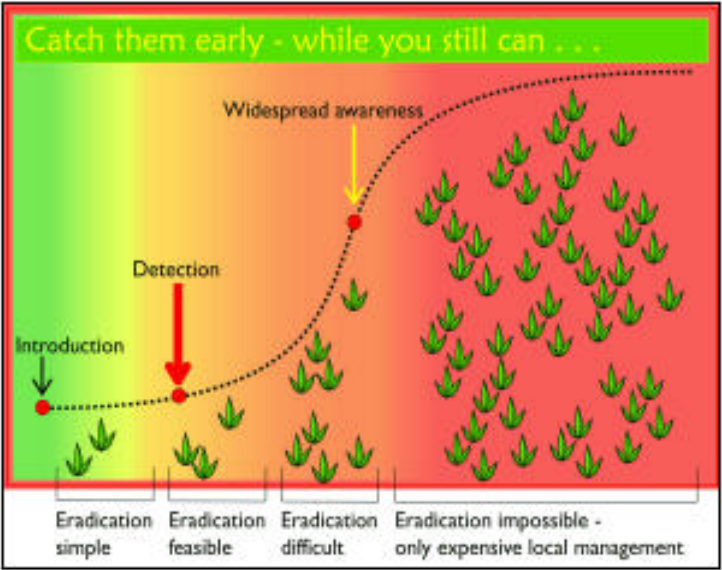 Catch them early - while you still can . . .
Widespread awareness
Detection
Introduction
Eradication
simple
Eradication
feasible
Eradication
difficult
Eradication impossible -
only expensive local management